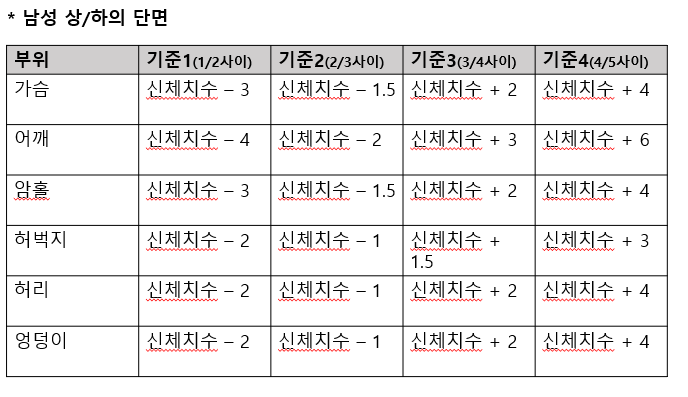 * 남성 상/하의 단면
부위 기준1(1/2사이) 기준2(2/3사이) 기준3(3/4사이) 기준4(4/5사이)
가슴 신체치수 – 3 신체치수 – 1.5 신체치수 + 2 신체치수 + 4
어깨 신체치수 – 4 신체치수 – 2 신체치수 + 3 신체치수 + 6
암홀 신체치수 – 3 신체치수 – 1.5 신체치수 + 2 신체치수 + 4
허벅지 신체치수 – 2 신체치수 – 1 신체치수 + 신체치수 + 3
1.5
허리 신체치수 – 2 신체치수 – 1 신체치수 + 2 신체치수 + 4
엉덩이 신체치수 – 2 신체치수 – 1 신체치수 + 2 신체치수 + 4